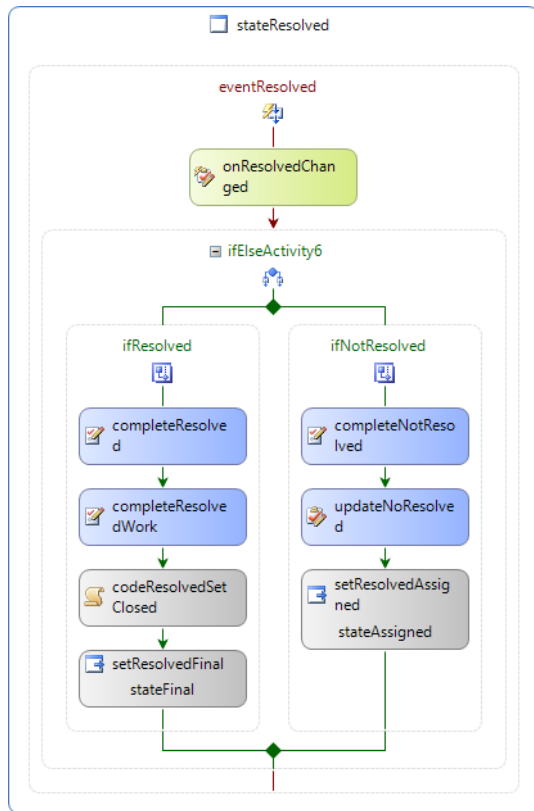 stateResolved
eventResolved
onResolvedChan
ged
ifElseActivity6
ifResolved
completeResolve
d
completeResolve
dWork
codeResolvedSet
Closed
setResolvedFinal
stateFinal
ifNotResolved
completeNotReso
lved
updateNoResolve
d
setResolvedAssig
ned
stateAssigned